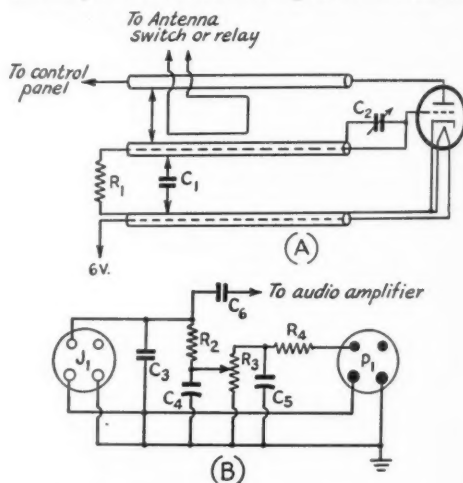 To Antenna
switch or relay
To control
panel
C2
R1
C1
6V.
(A)
C6
To audio amplifier
J1
C3
R2
R4
R3
P1
C4
C5
(B)